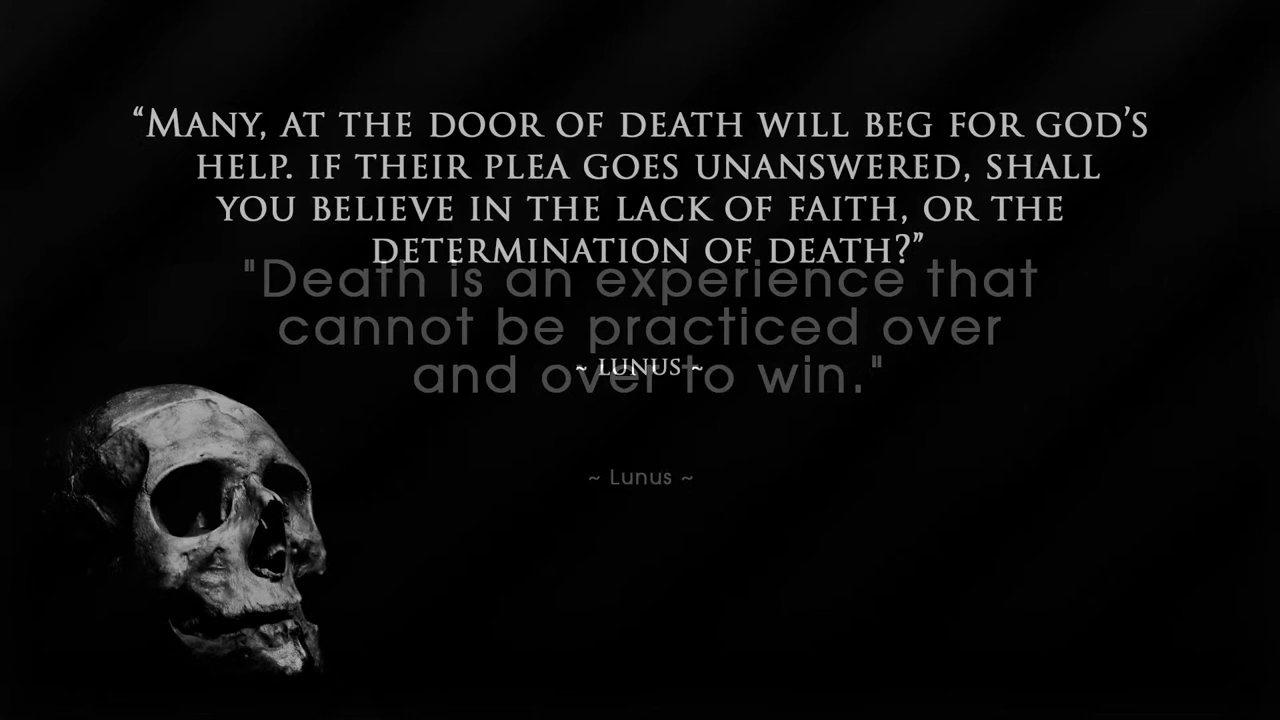 “Many, at the door of death will beg for god’s
help. If their plea goes unanswered, shall
you believe in the lack of faith, or the
determination of death?”
"Death is an experience that
cannot be practiced over
and over to win."
~ Lunus ~
~ Lunus ~